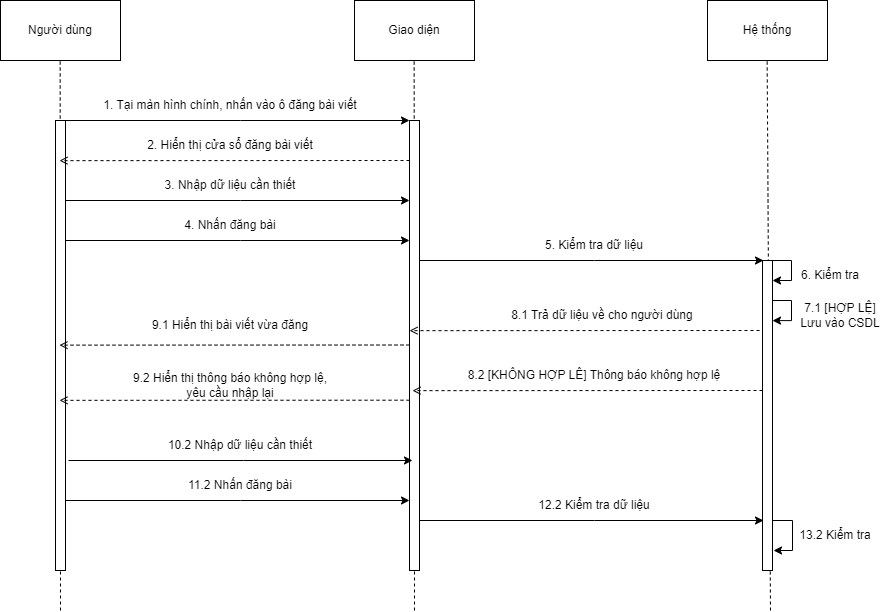 Người dùng
Giao diện
Hệ thống
1. Tại màn hình chính, nhấn vào ô đăng bài viết
2. Hiển thị cửa sổ đăng bài viết
3. Nhập dữ liệu cần thiết
4. Nhấn đăng bài
5. Kiểm tra dữ liệu
6. Kiểm tra
7.1 [HỢP LỆ]
Lưu vào CSDL
8.1 Trả dữ liệu về cho người dùng
9.1 Hiển thị bài viết vừa đăng
8.2 [KHÔNG HỢP LỆ] Thông báo không hợp lệ
9.2 Hiển thị thông báo không hợp lệ,
yêu cầu nhập lại
10.2 Nhập dữ liệu cần thiết
11.2 Nhấn đăng bài
12.2 Kiểm tra dữ liệu
13.2 Kiểm tra